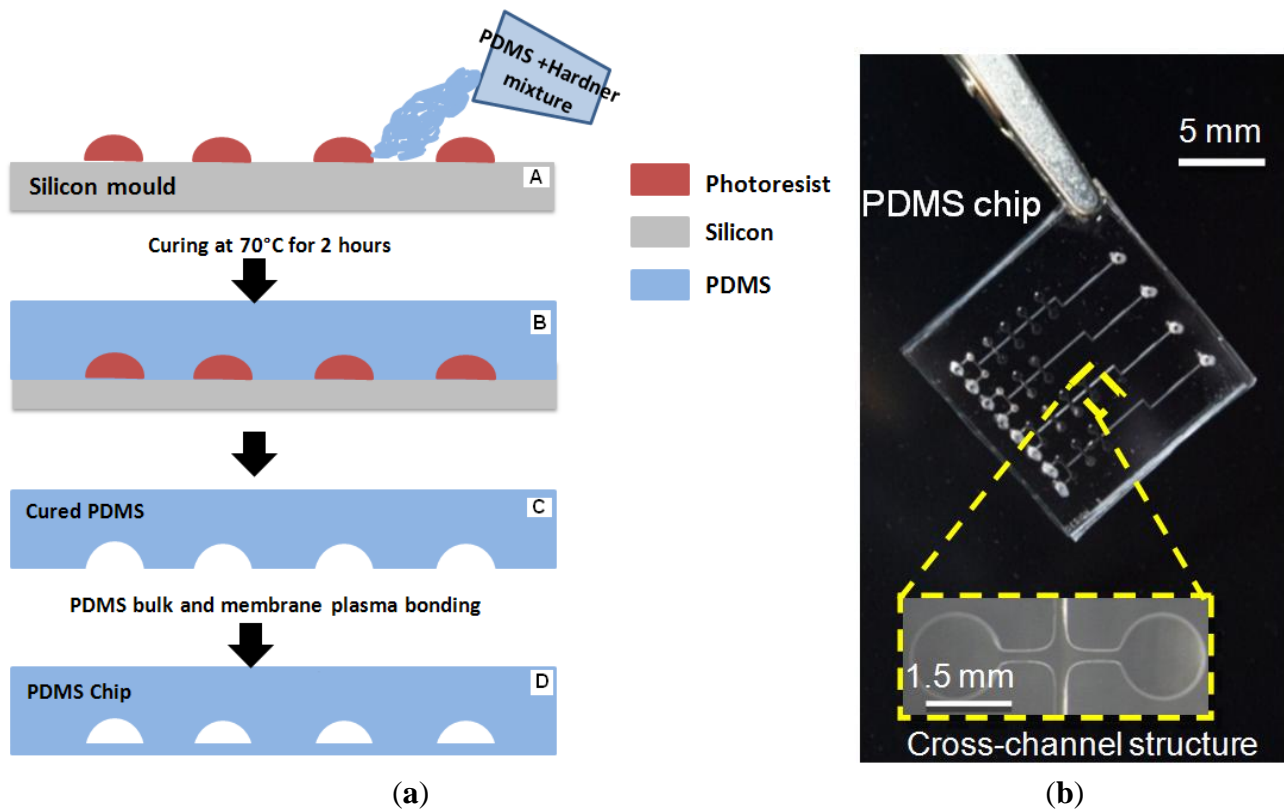 PDMS +Hardner
mixture
Silicon mould
A
Photoresist
Silicon
PDMS
Curing at 70°C for 2 hours
B
Cured PDMS
C
PDMS bulk and membrane plasma bonding
PDMS Chip
D
(a)
5 mm
PDMS chip
1.5 mm
Cross-channel structure
(b)